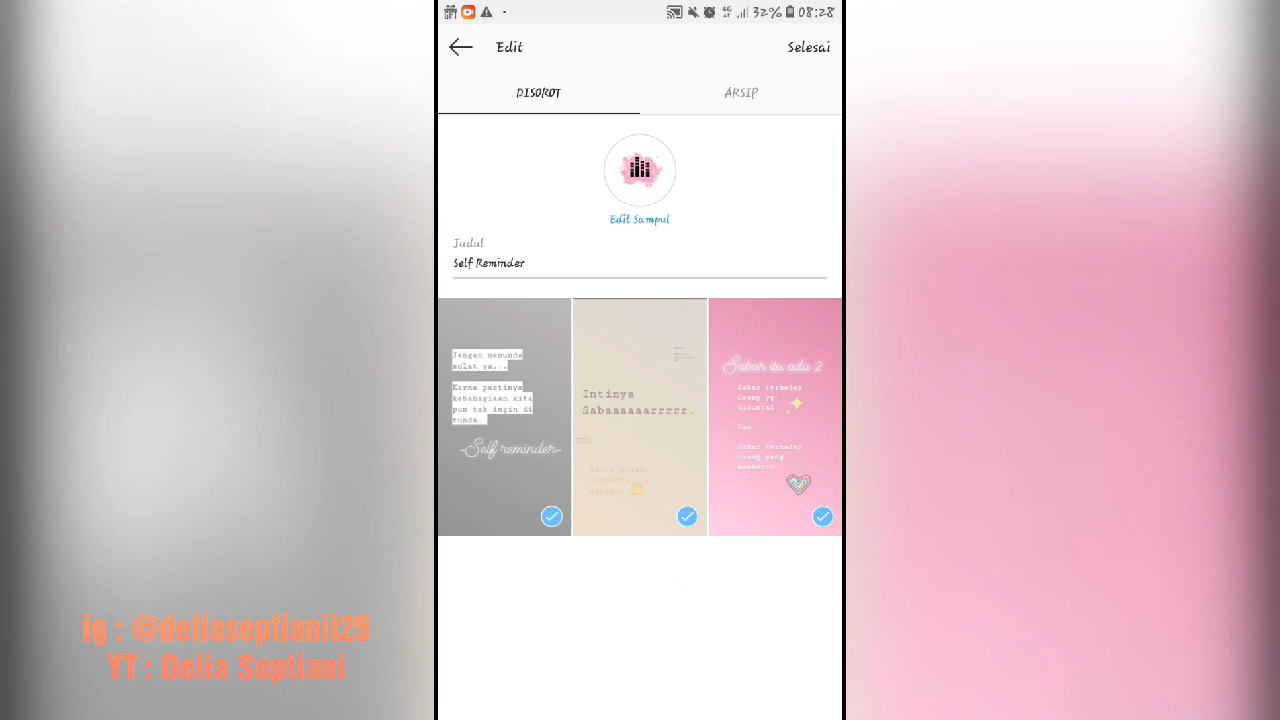 32% 08:28
Edit
Selesai
DISOROT
ARSIP
Edit Sampul
Judul
Self Reminder
Jangan menunda
solat ya...
Karna pastinya
kebahagiaan kita
pun tak ingin di
tunda.
-Self reminder-
Intinya
Sabaaaaaarrrrr.
Sabar itu ada 2
Sabar terhadap
Orang yg
Dan
Sabar terhadap
Orang yang
ig : @deliaseptianii25
YT : Delia Septiani